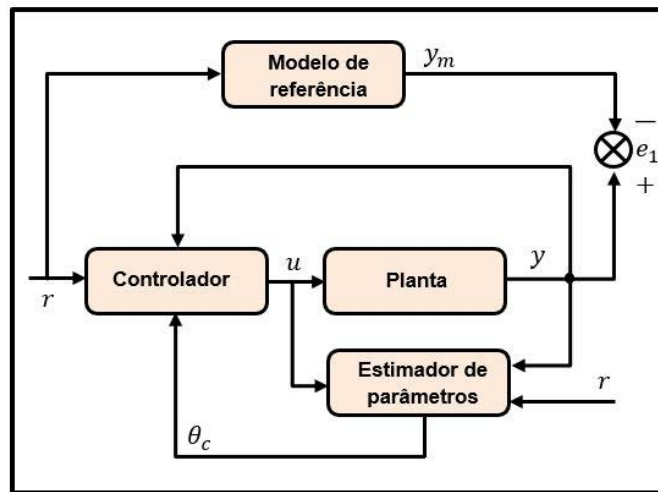 Modelo de
referência
y_m
−
e_1
+
r
Controlador
u
Planta
y
Estimador de
parâmetros
r
θ_c